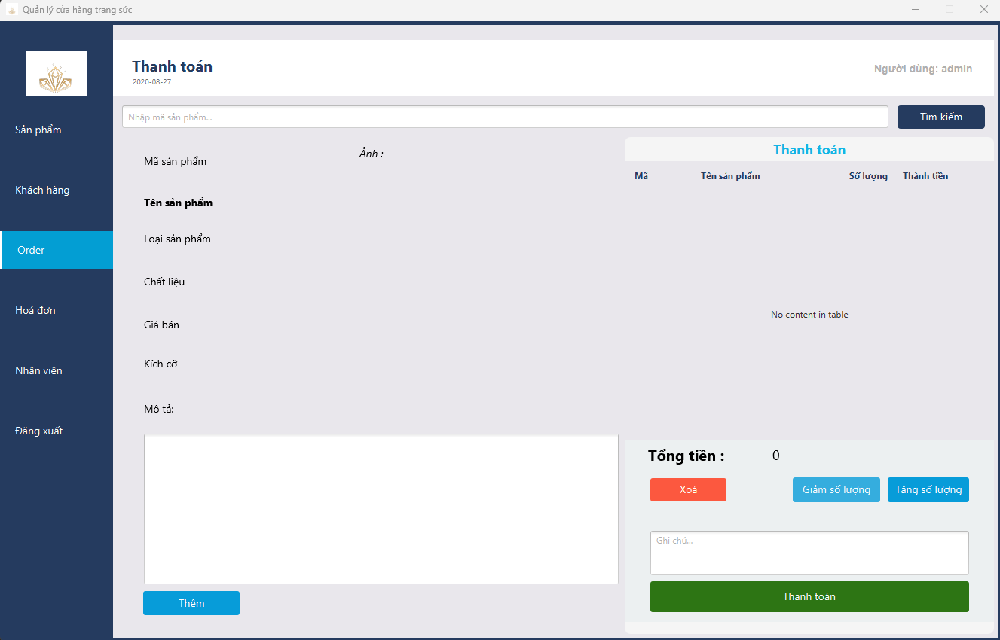 Quản lý cửa hàng trang sức
Sản phẩm
Khách hàng
Order
Hoá đơn
Nhân viên
Đăng xuất
Thanh toán
2020-08-27
Người dùng: admin
Nhập mã sản phẩm...
Tìm kiếm
Mã sản phẩm
Ảnh :
Tên sản phẩm
Loại sản phẩm
Chất liệu
Giá bán
Kích cỡ
Mô tả:
Thêm
Thanh toán
Mã Tên sản phẩm Số lượng Thành tiền
No content in table
Tổng tiền : 0
Xoá Giảm số lượng Tăng số lượng
Ghi chú...
Thanh toán